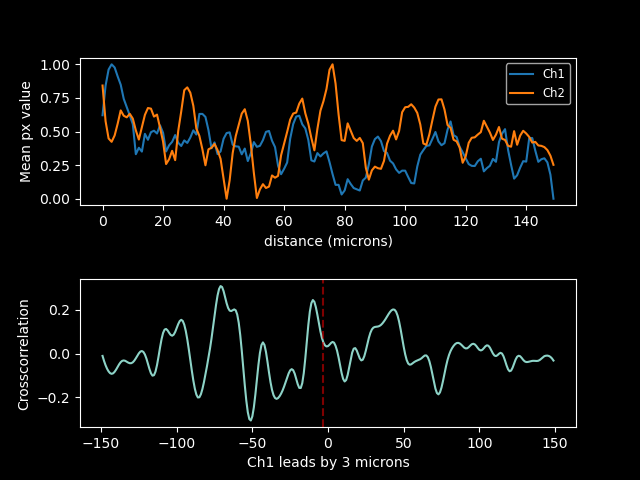 1.00
0.75
0.50
0.25
0.00
Mean px value
Ch1
Ch2
0 20 40 60 80 100 120 140
distance (microns)
0.2
0.0
−0.2
Crosscorrelation
−150 −100 −50 0 50 100 150
Ch1 leads by 3 microns